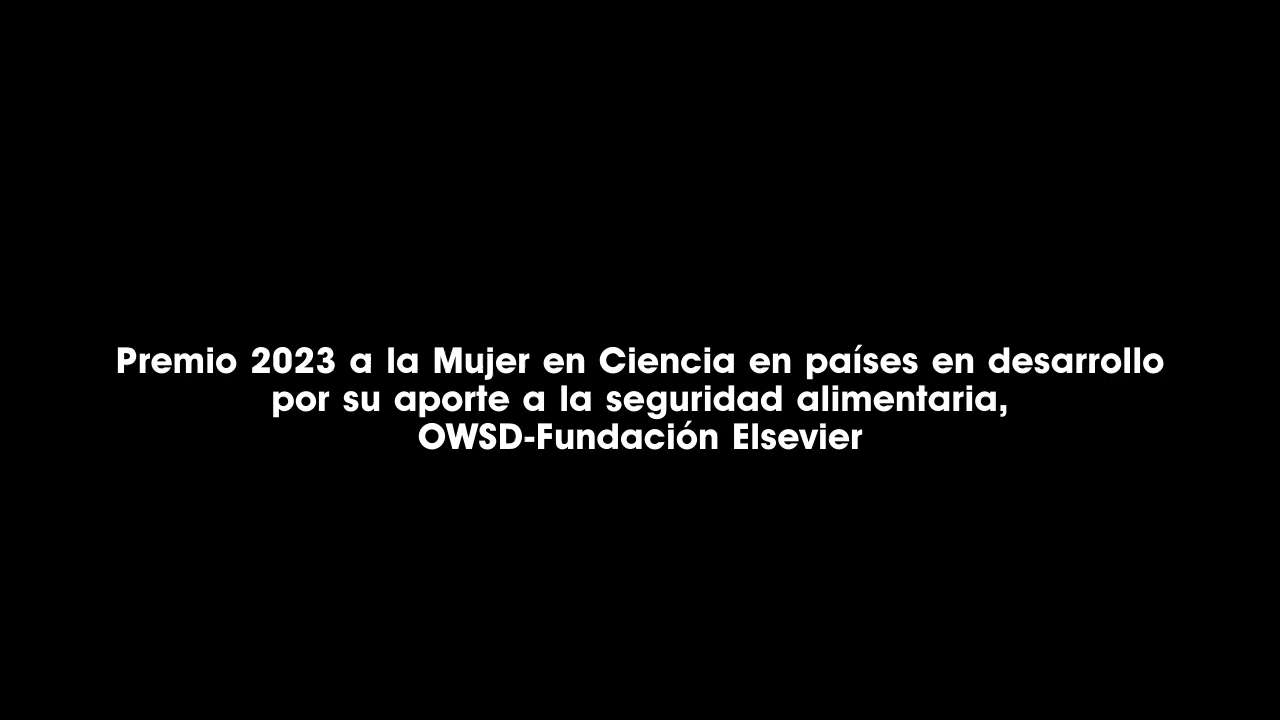 Premio 2023 a la Mujer en Ciencia en países en desarrollo
por su aporte a la seguridad alimentaria,
OWSD-Fundación Elsevier